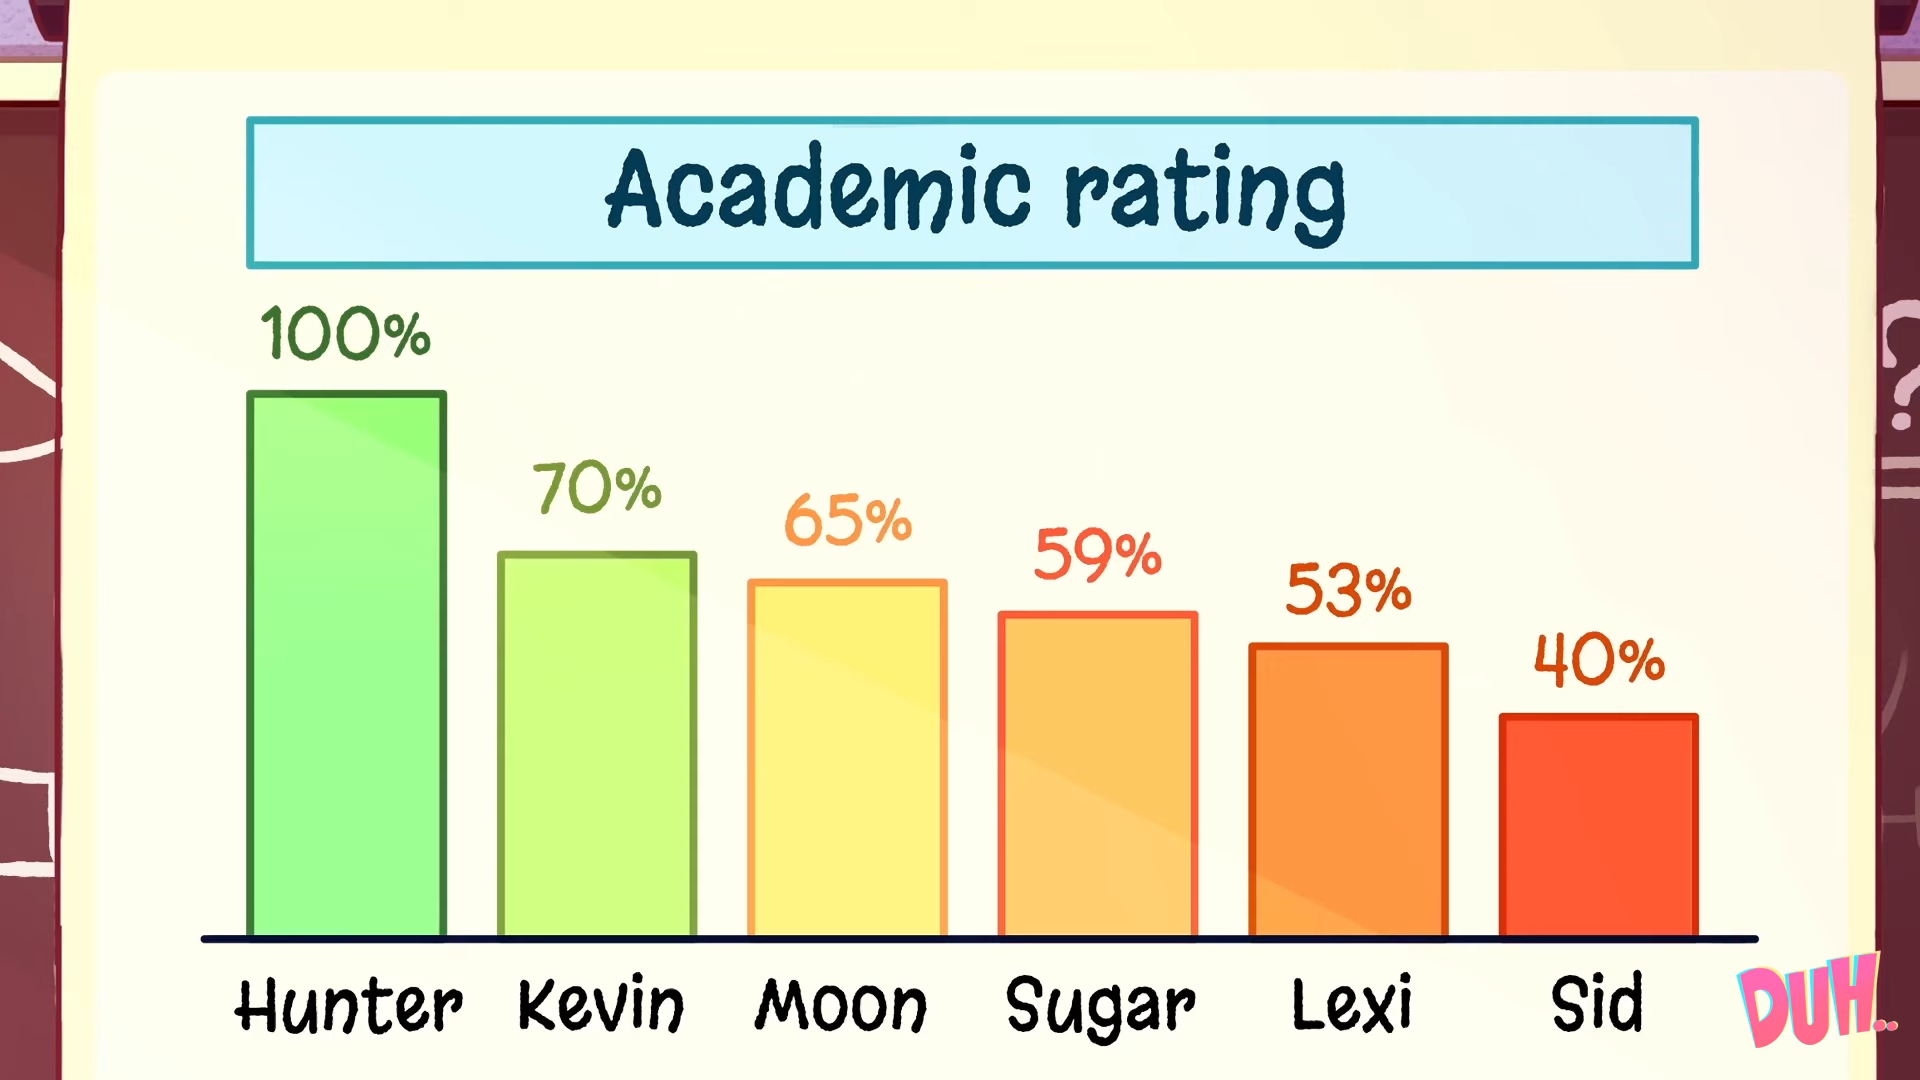 Academic rating
100%
70%
65%
59%
53%
40%
Hunter Kevin Moon Sugar Lexi Sid
DUH..
?